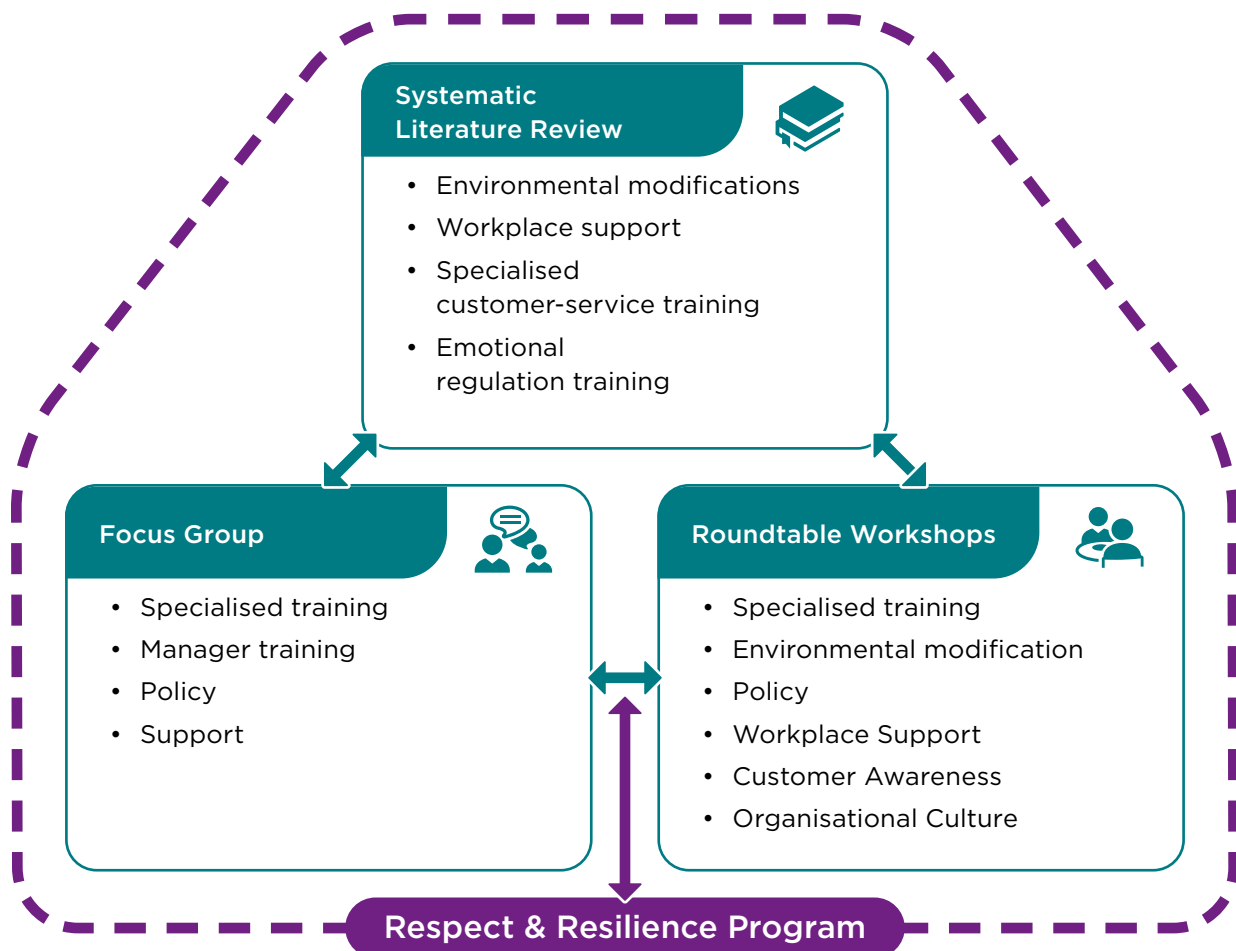 Systematic
Literature Review
• Environmental modifications
• Workplace support
• Specialised
customer-service training
• Emotional
regulation training
Focus Group
• Specialised training
• Manager training
• Policy
• Support
Roundtable Workshops
• Specialised training
• Environmental modification
• Policy
• Workplace Support
• Customer Awareness
• Organisational Culture
Respect & Resilience Program